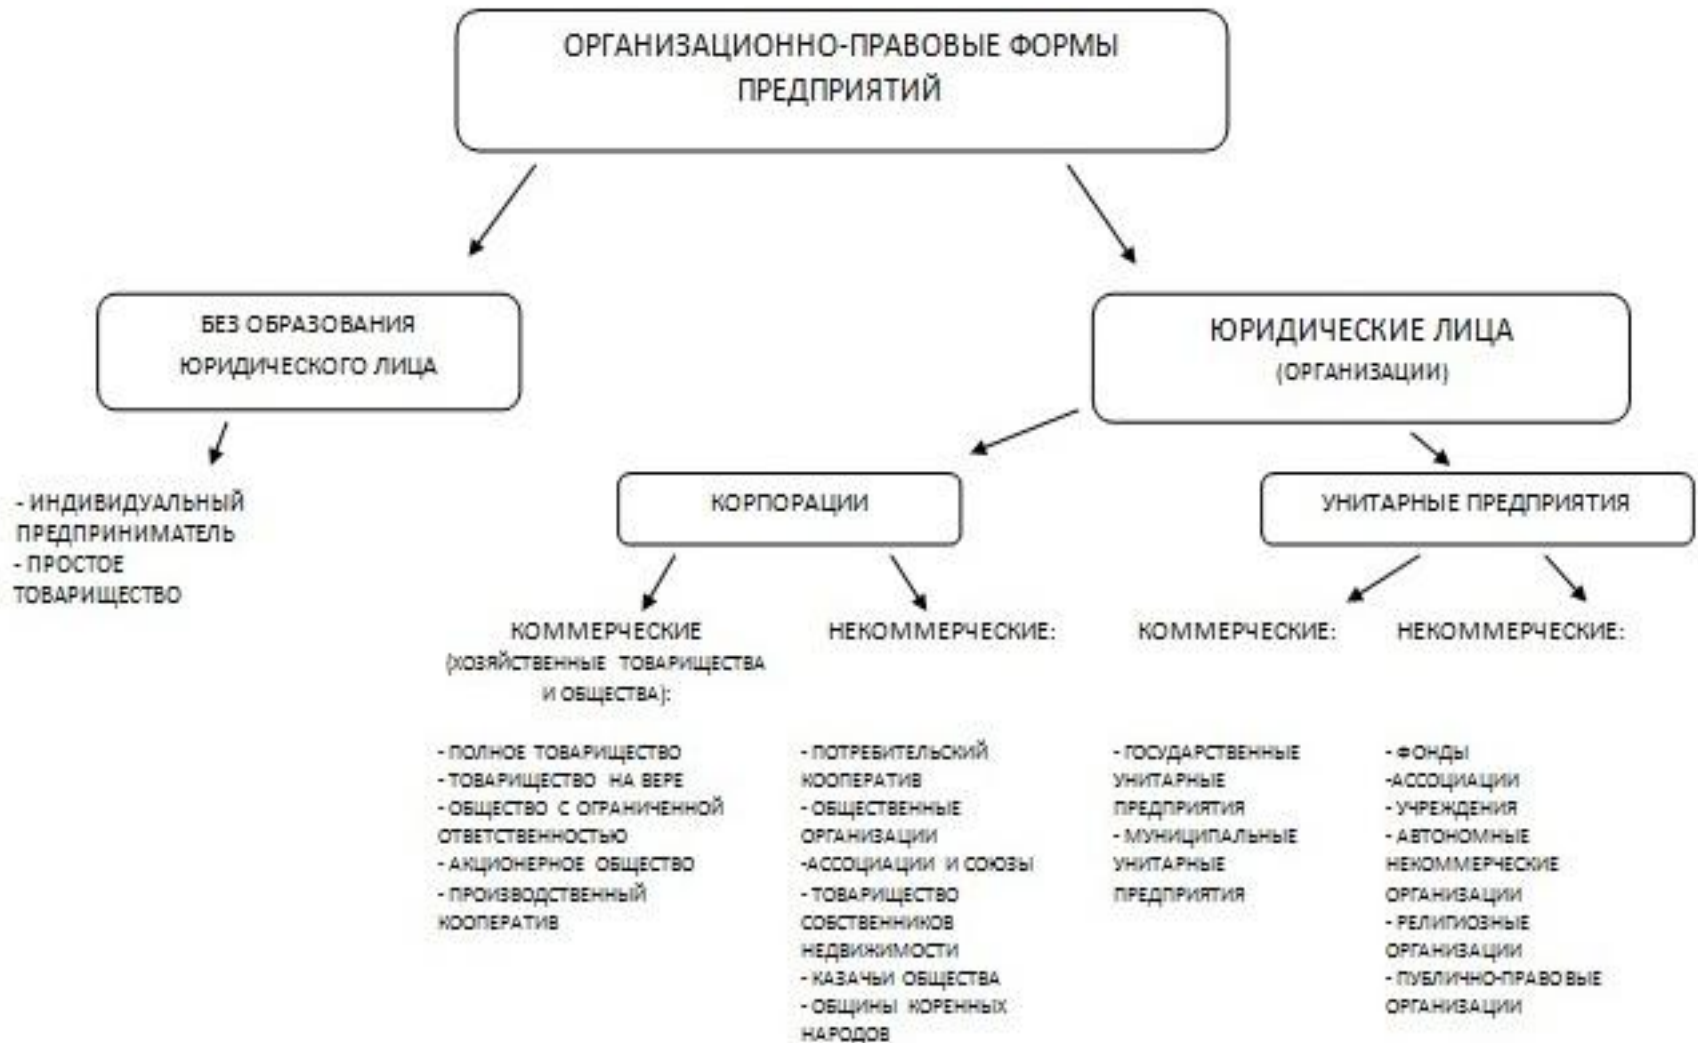 ОРГАНИЗАЦИОННО-ПРАВОВЫЕ ФОРМЫ
ПРЕДПРИЯТИЙ
БЕЗ ОБРАЗОВАНИЯ
ЮРИДИЧЕСКОГО ЛИЦА
ЮРИДИЧЕСКИЕ ЛИЦА
(ОРГАНИЗАЦИИ)
- ИНДИВИДУАЛЬНЫЙ
ПРЕДПРИНИМАТЕЛЬ
- ПРОСТОЕ
ТОВАРИЩЕСТВО
КОРПОРАЦИИ
УНИТАРНЫЕ ПРЕДПРИЯТИЯ
КОММЕРЧЕСКИЕ
(ХОЗЯЙСТВЕННЫЕ ТОВАРИЩЕСТВА
И ОБЩЕСТВА):
- ПОЛНОЕ ТОВАРИЩЕСТВО
- ТОВАРИЩЕСТВО НА ВЕРЕ
- ОБЩЕСТВО С ОГРАНИЧЕННОЙ
ОТВЕТСТВЕННОСТЬЮ
- АКЦИОНЕРНОЕ ОБЩЕСТВО
- ПРОИЗВОДСТВЕННЫЙ
КООПЕРАТИВ
НЕКОММЕРЧЕСКИЕ:
- ПОТРЕБИТЕЛЬСКИЙ
КООПЕРАТИВ
- ОБЩЕСТВЕННЫЕ
ОРГАНИЗАЦИИ
-АССОЦИАЦИИ И СОЮЗЫ
- ТОВАРИЩЕСТВО
СОБСТВЕННИКОВ
НЕДВИЖИМОСТИ
- КАЗАЧЬИ ОБЩЕСТВА
- ОБЩИНЫ КОРЕННЫХ
НАРОДОВ
КОММЕРЧЕСКИЕ:
- ГОСУДАРСТВЕННЫЕ
УНИТАРНЫЕ
ПРЕДПРИЯТИЯ
- МУНИЦИПАЛЬНЫЕ
УНИТАРНЫЕ
ПРЕДПРИЯТИЯ
НЕКОММЕРЧЕСКИЕ:
- ФОНДЫ
-АССОЦИАЦИИ
- УЧРЕЖДЕНИЯ
- АВТОНОМНЫЕ
НЕКОММЕРЧЕСКИЕ
ОРГАНИЗАЦИИ
- РЕЛИГИОЗНЫЕ
ОРГАНИЗАЦИИ
- ПУБЛИЧНО-ПРАВОВЫЕ
ОРГАНИЗАЦИИ